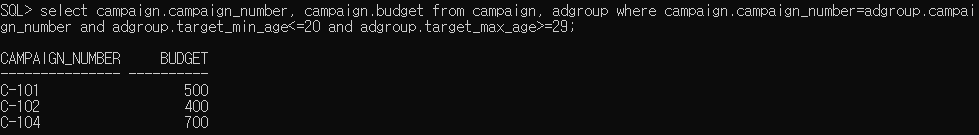 SQL> select campaign.campaign_number, campaign.budget from campaign, adgroup where campaign.campaign_number=adgroup.campai
gn_number and adgroup.target_min_age<=20 and adgroup.target_max_age>=29;
CAMPAIGN_NUMBER     BUDGET
--------------- ----------
C-101                  500
C-102                  400
C-104                  700